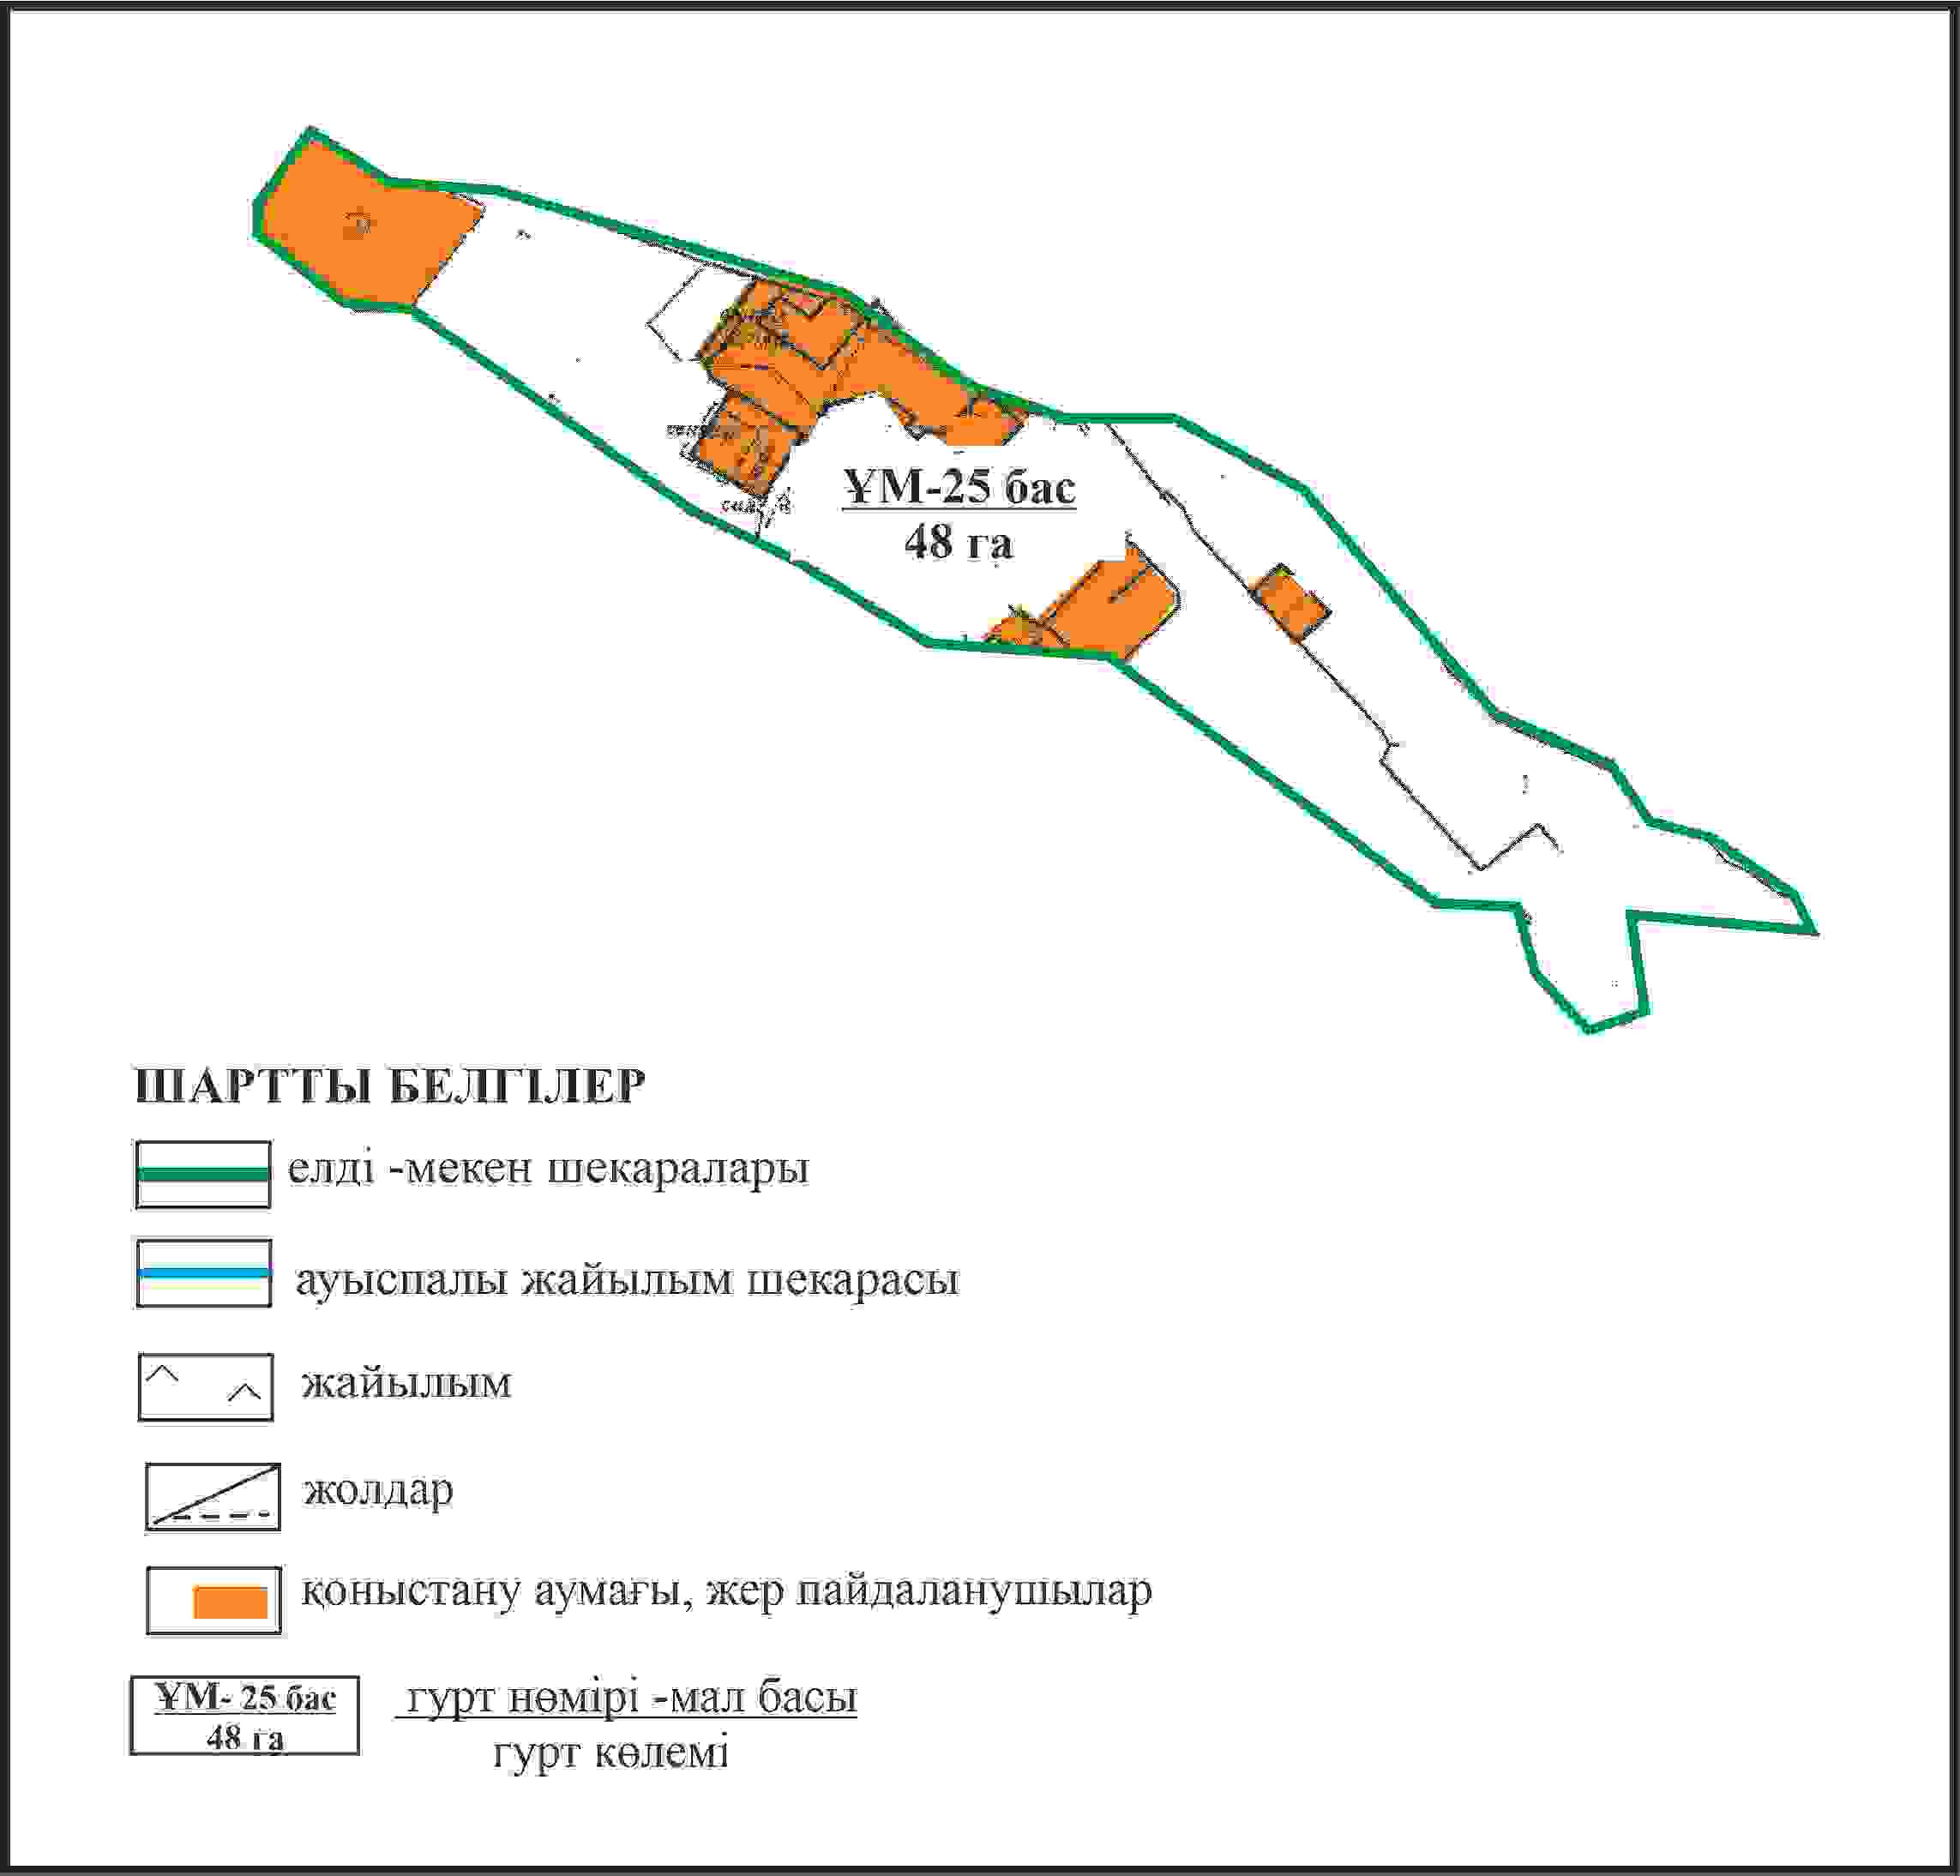 ҰМ-25 бас
48 га
ШАРТТЫ БЕЛГІЛЕР
елді -мекен шекаралары
ауыспалы жайылым шекарасы
жайылым
жолдар
қоныстану аумағы, жер пайдаланушылар
ҰМ- 25 бас
48 га
гурт нөмірі -мал басы
гурт көлемі